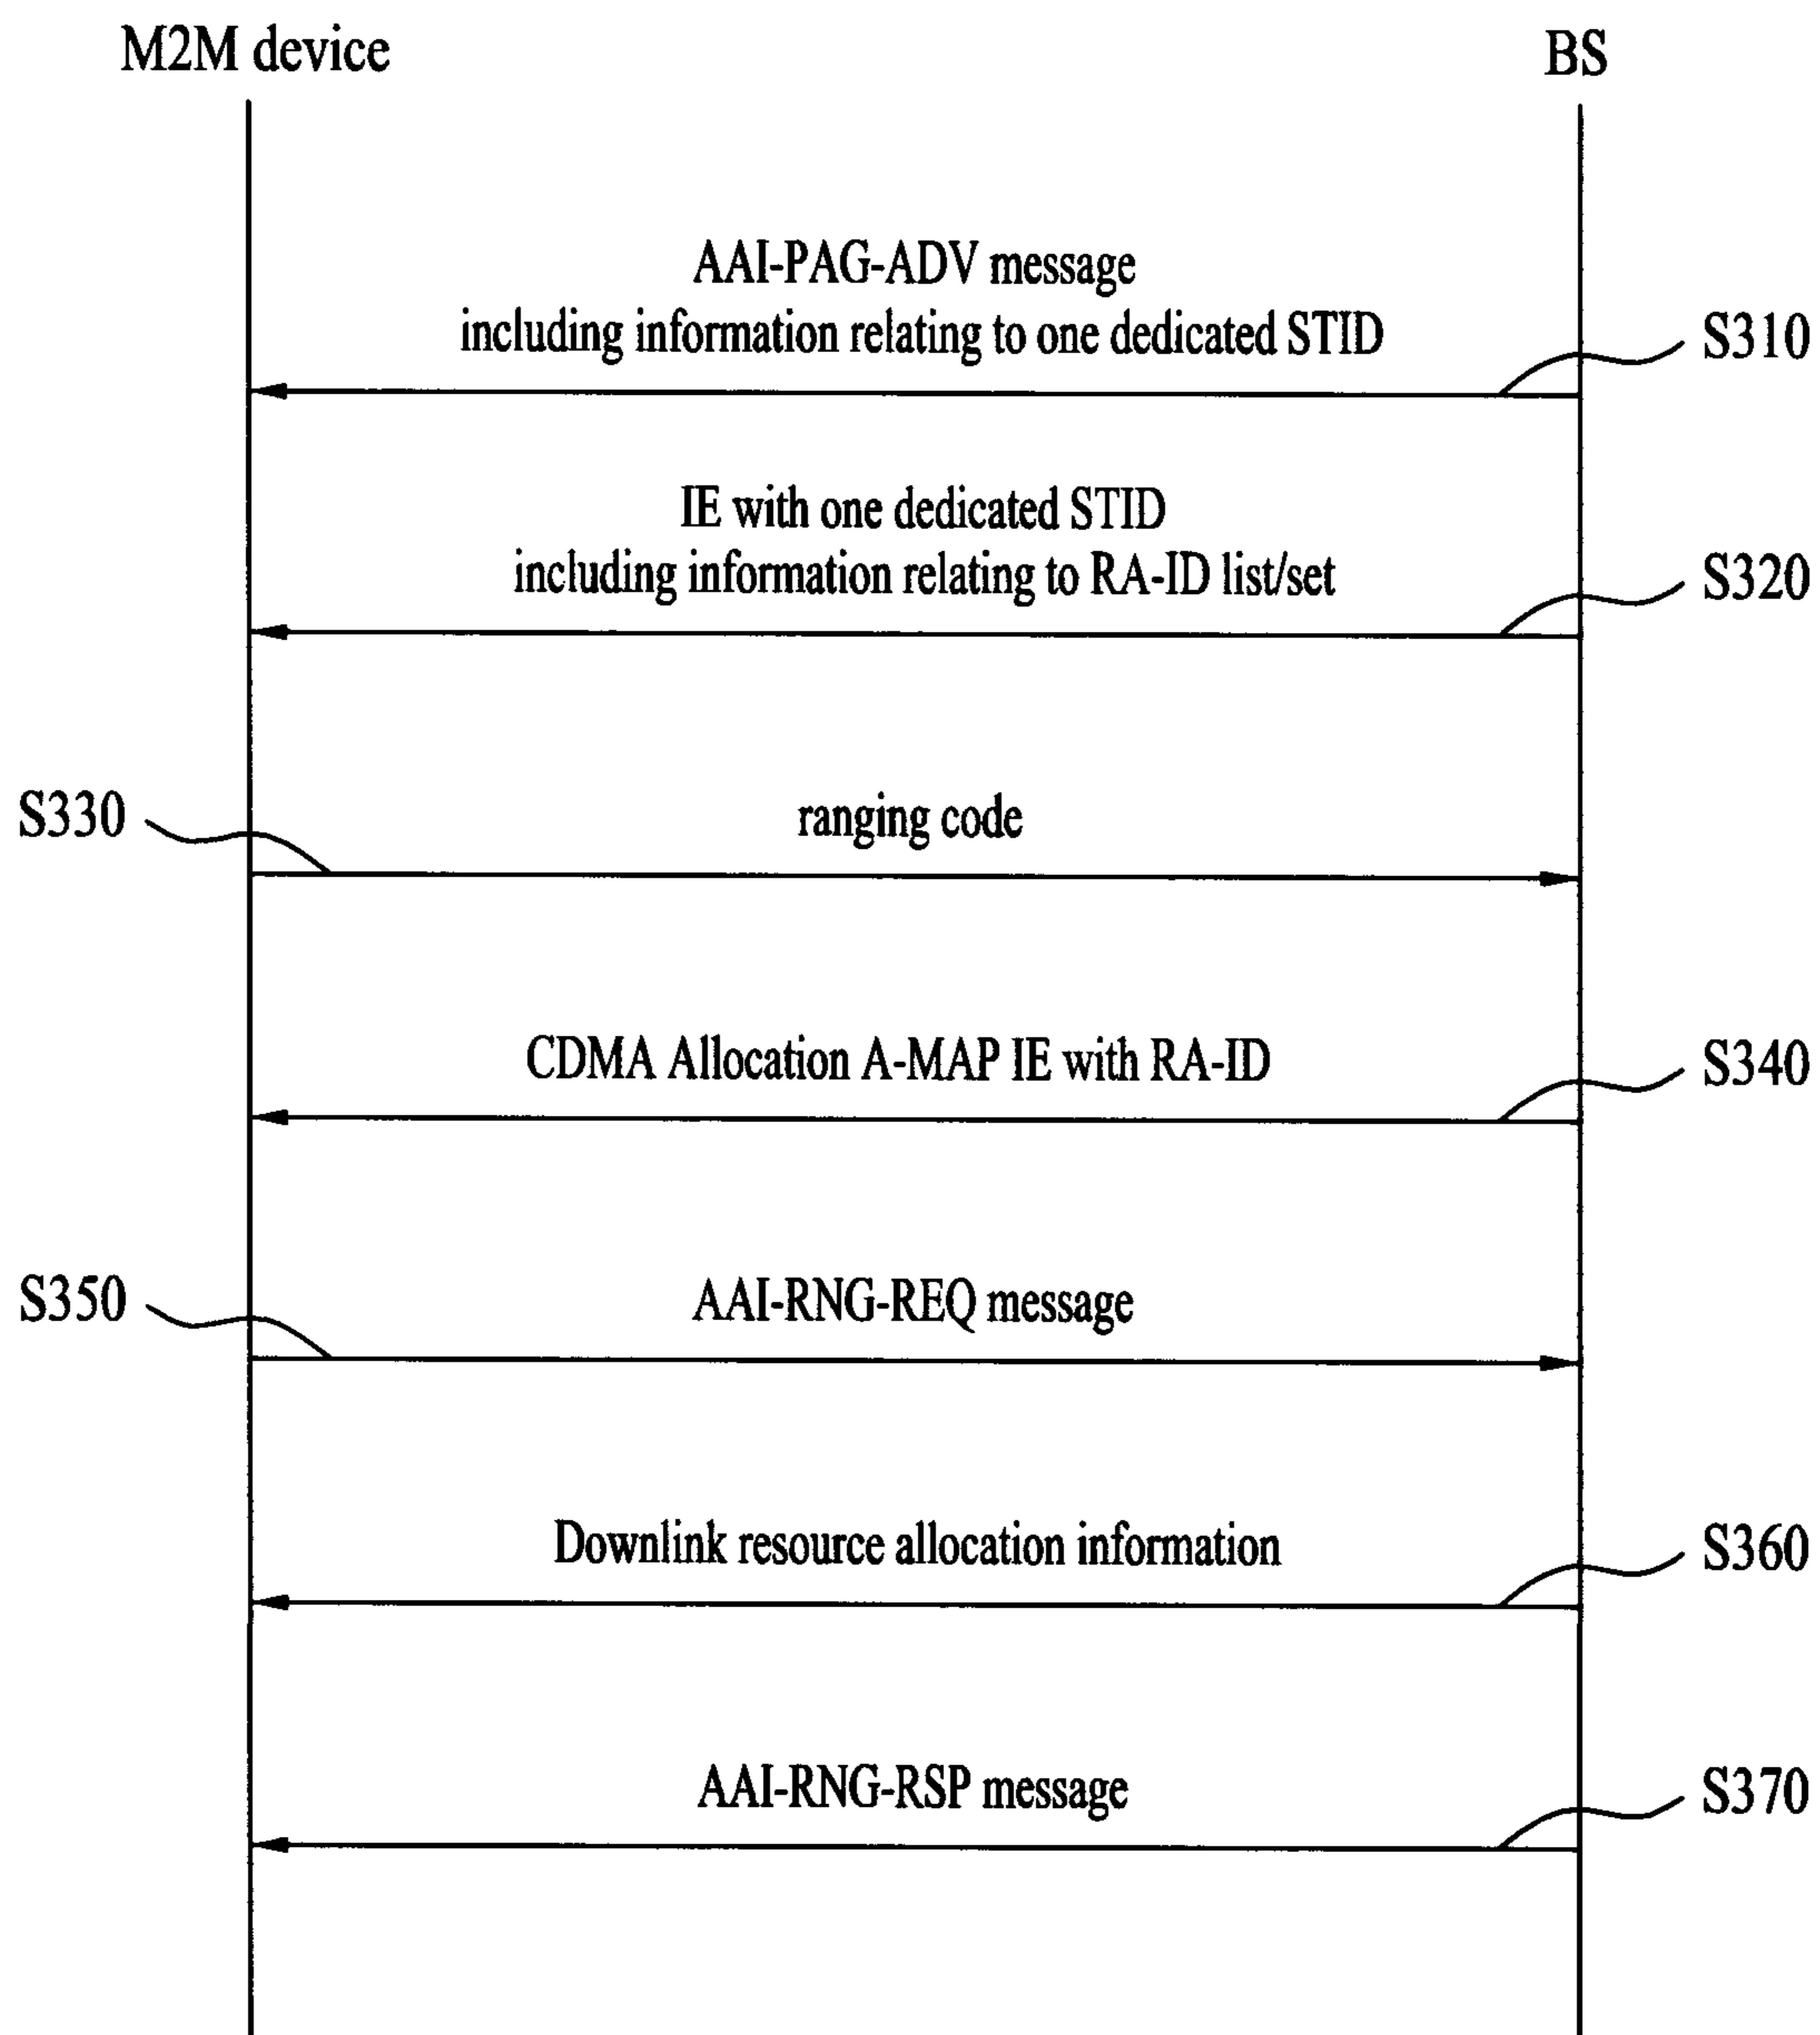 M2M device
BS
AAI-PAG-ADV message
including information relating to one dedicated STID
S310
IE with one dedicated STID
including information relating to RA-ID list/set
S320
S330
ranging code
CDMA Allocation A-MAP IE with RA-ID
S340
S350
AAI-RNG-REQ message
Downlink resource allocation information
S360
AAI-RNG-RSP message
S370